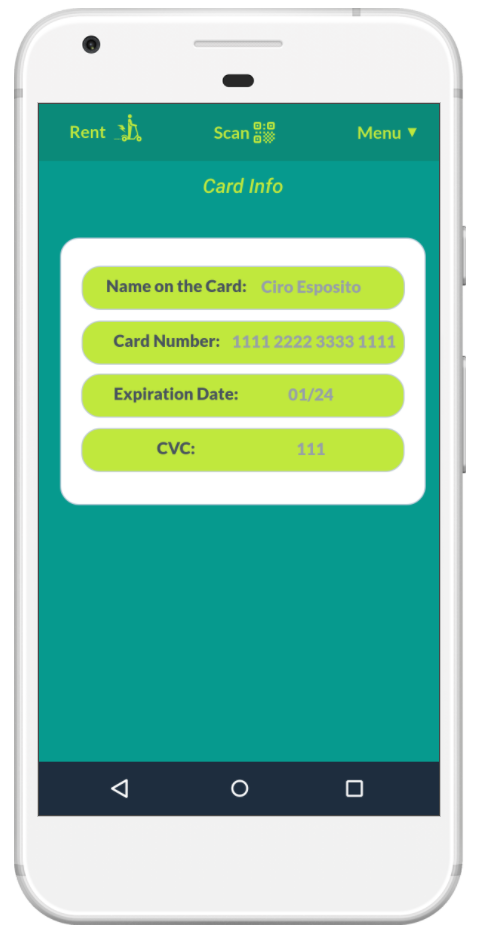 Rent Scan Menu ▼
Card Info
Name on the Card: Ciro Esposito
Card Number: 1111 2222 3333 1111
Expiration Date: 01/24
CVC: 111